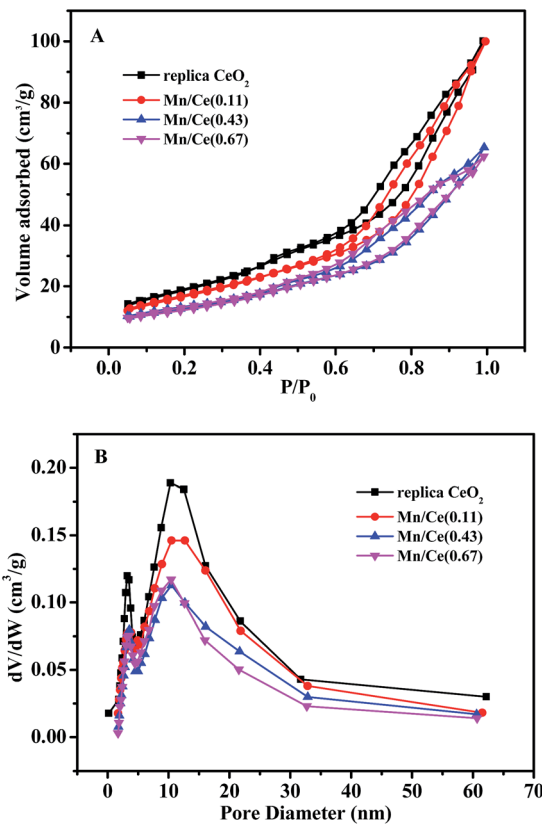 A
replica CeO₂
Mn/Ce(0.11)
Mn/Ce(0.43)
Mn/Ce(0.67)
Volume adsorbed (cm³/g)
100
80
60
40
20
0
0.0 0.2 0.4 0.6 0.8 1.0
P/P₀
B
replica CeO₂
Mn/Ce(0.11)
Mn/Ce(0.43)
Mn/Ce(0.67)
dV/dW (cm³/g)
0.20
0.15
0.10
0.05
0.00
0 10 20 30 40 50 60 70
Pore Diameter (nm)